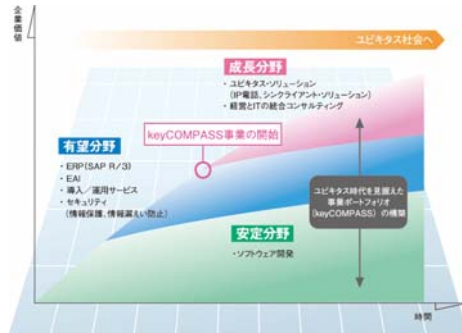 企業価値
ユビキタス社会へ
成長分野
・ユビキタス・ソリューション
（IP電話、シンクライアント・ソリューション）
・経営とITの統合コンサルティング
keyCOMPASS事業の開始
有望分野
・ERP（SAP R／3）
・EAI
・導入／運用サービス
・セキュリティ
（情報保護、情報漏えい防止）
ユビキタス時代を見据えた
事業ポートフォリオ
（keyCOMPASS）の構築
安定分野
・ソフトウェア開発
時間